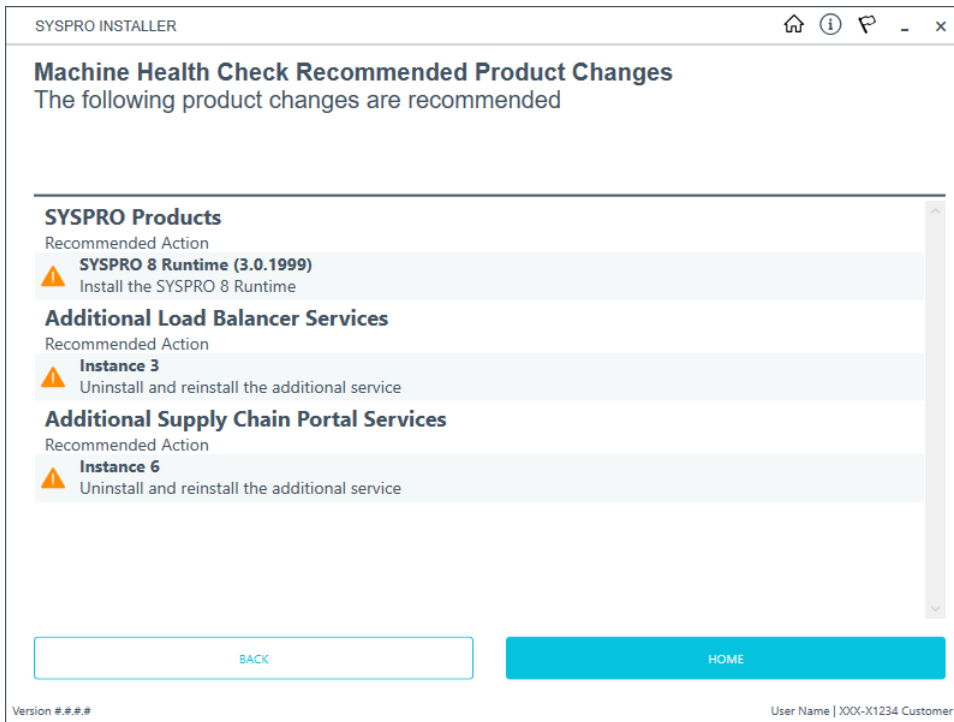 SYSPRO INSTALLER
Machine Health Check Recommended Product Changes
The following product changes are recommended
SYSPRO Products
Recommended Action
SYSPRO 8 Runtime (3.0.1999)
Install the SYSPRO 8 Runtime
Additional Load Balancer Services
Recommended Action
Instance 3
Uninstall and reinstall the additional service
Additional Supply Chain Portal Services
Recommended Action
Instance 6
Uninstall and reinstall the additional service
BACK
HOME
Version #.#.#.#
User Name | XXX-X1234 Customer